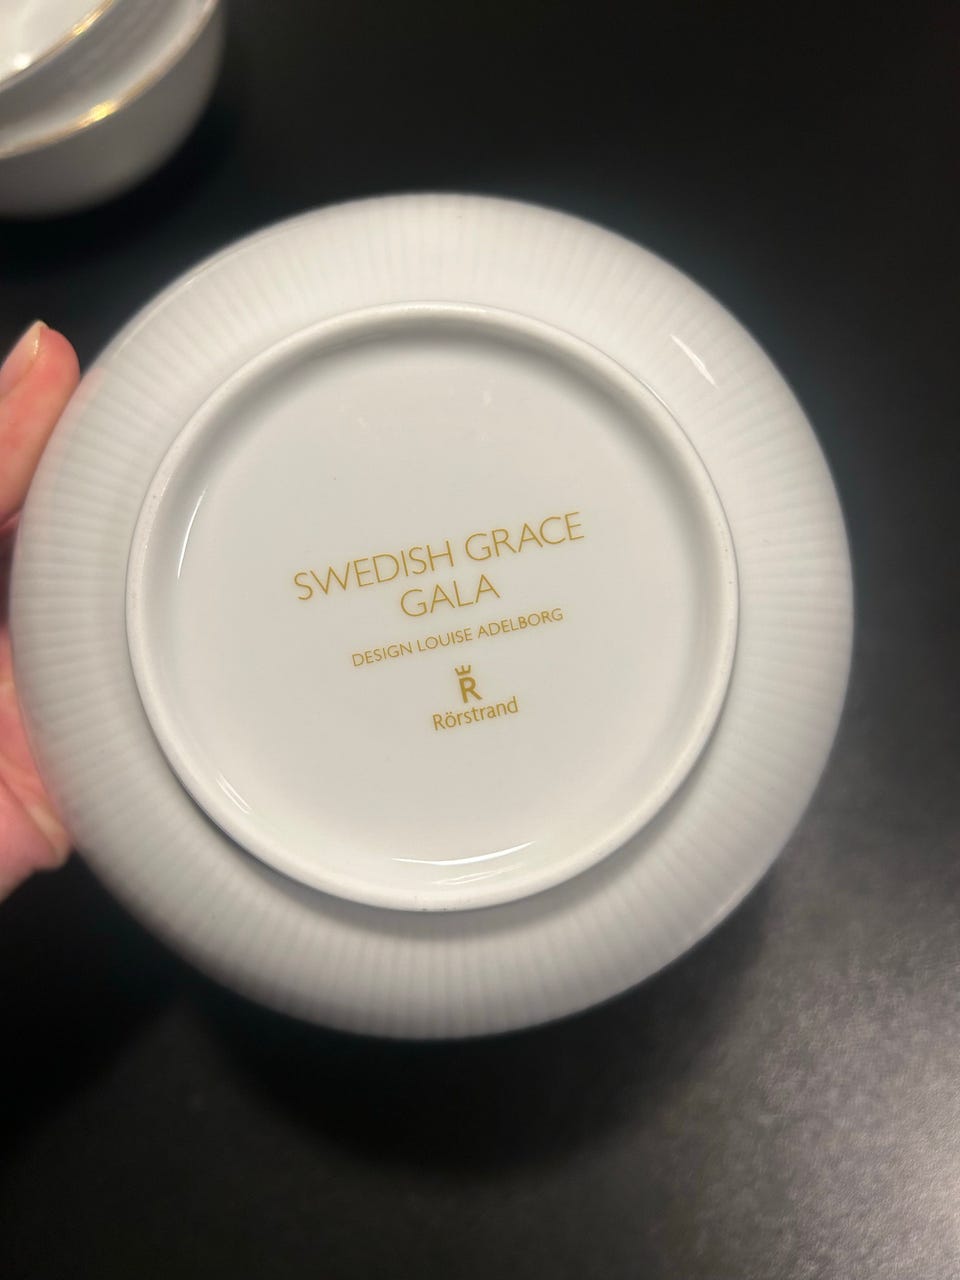 SWEDISH GRACE
GALA
DESIGN LOUISE ADELBORG
R
Rörstrand